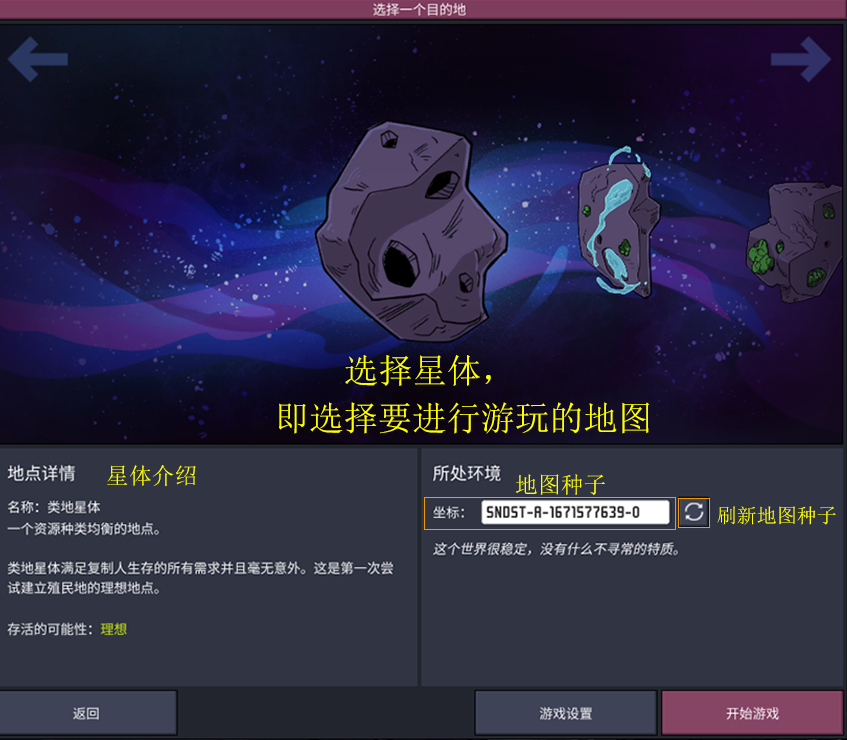 选择一个目的地
选择星体，
即选择要进行游玩的地图
地点详情 星体介绍
名称：类地星体
一个资源种类均衡的地点。
类地星体满足复制人生存的所有需求并且毫无意外。这是第一次尝
试建立殖民地的理想地点。
存活的可能性：理想
所处环境
地图种子
坐标： SNDST-A-1671577639-0 刷新地图种子
这个世界很稳定，没有什么不寻常的特质。
返回 游戏设置 开始游戏